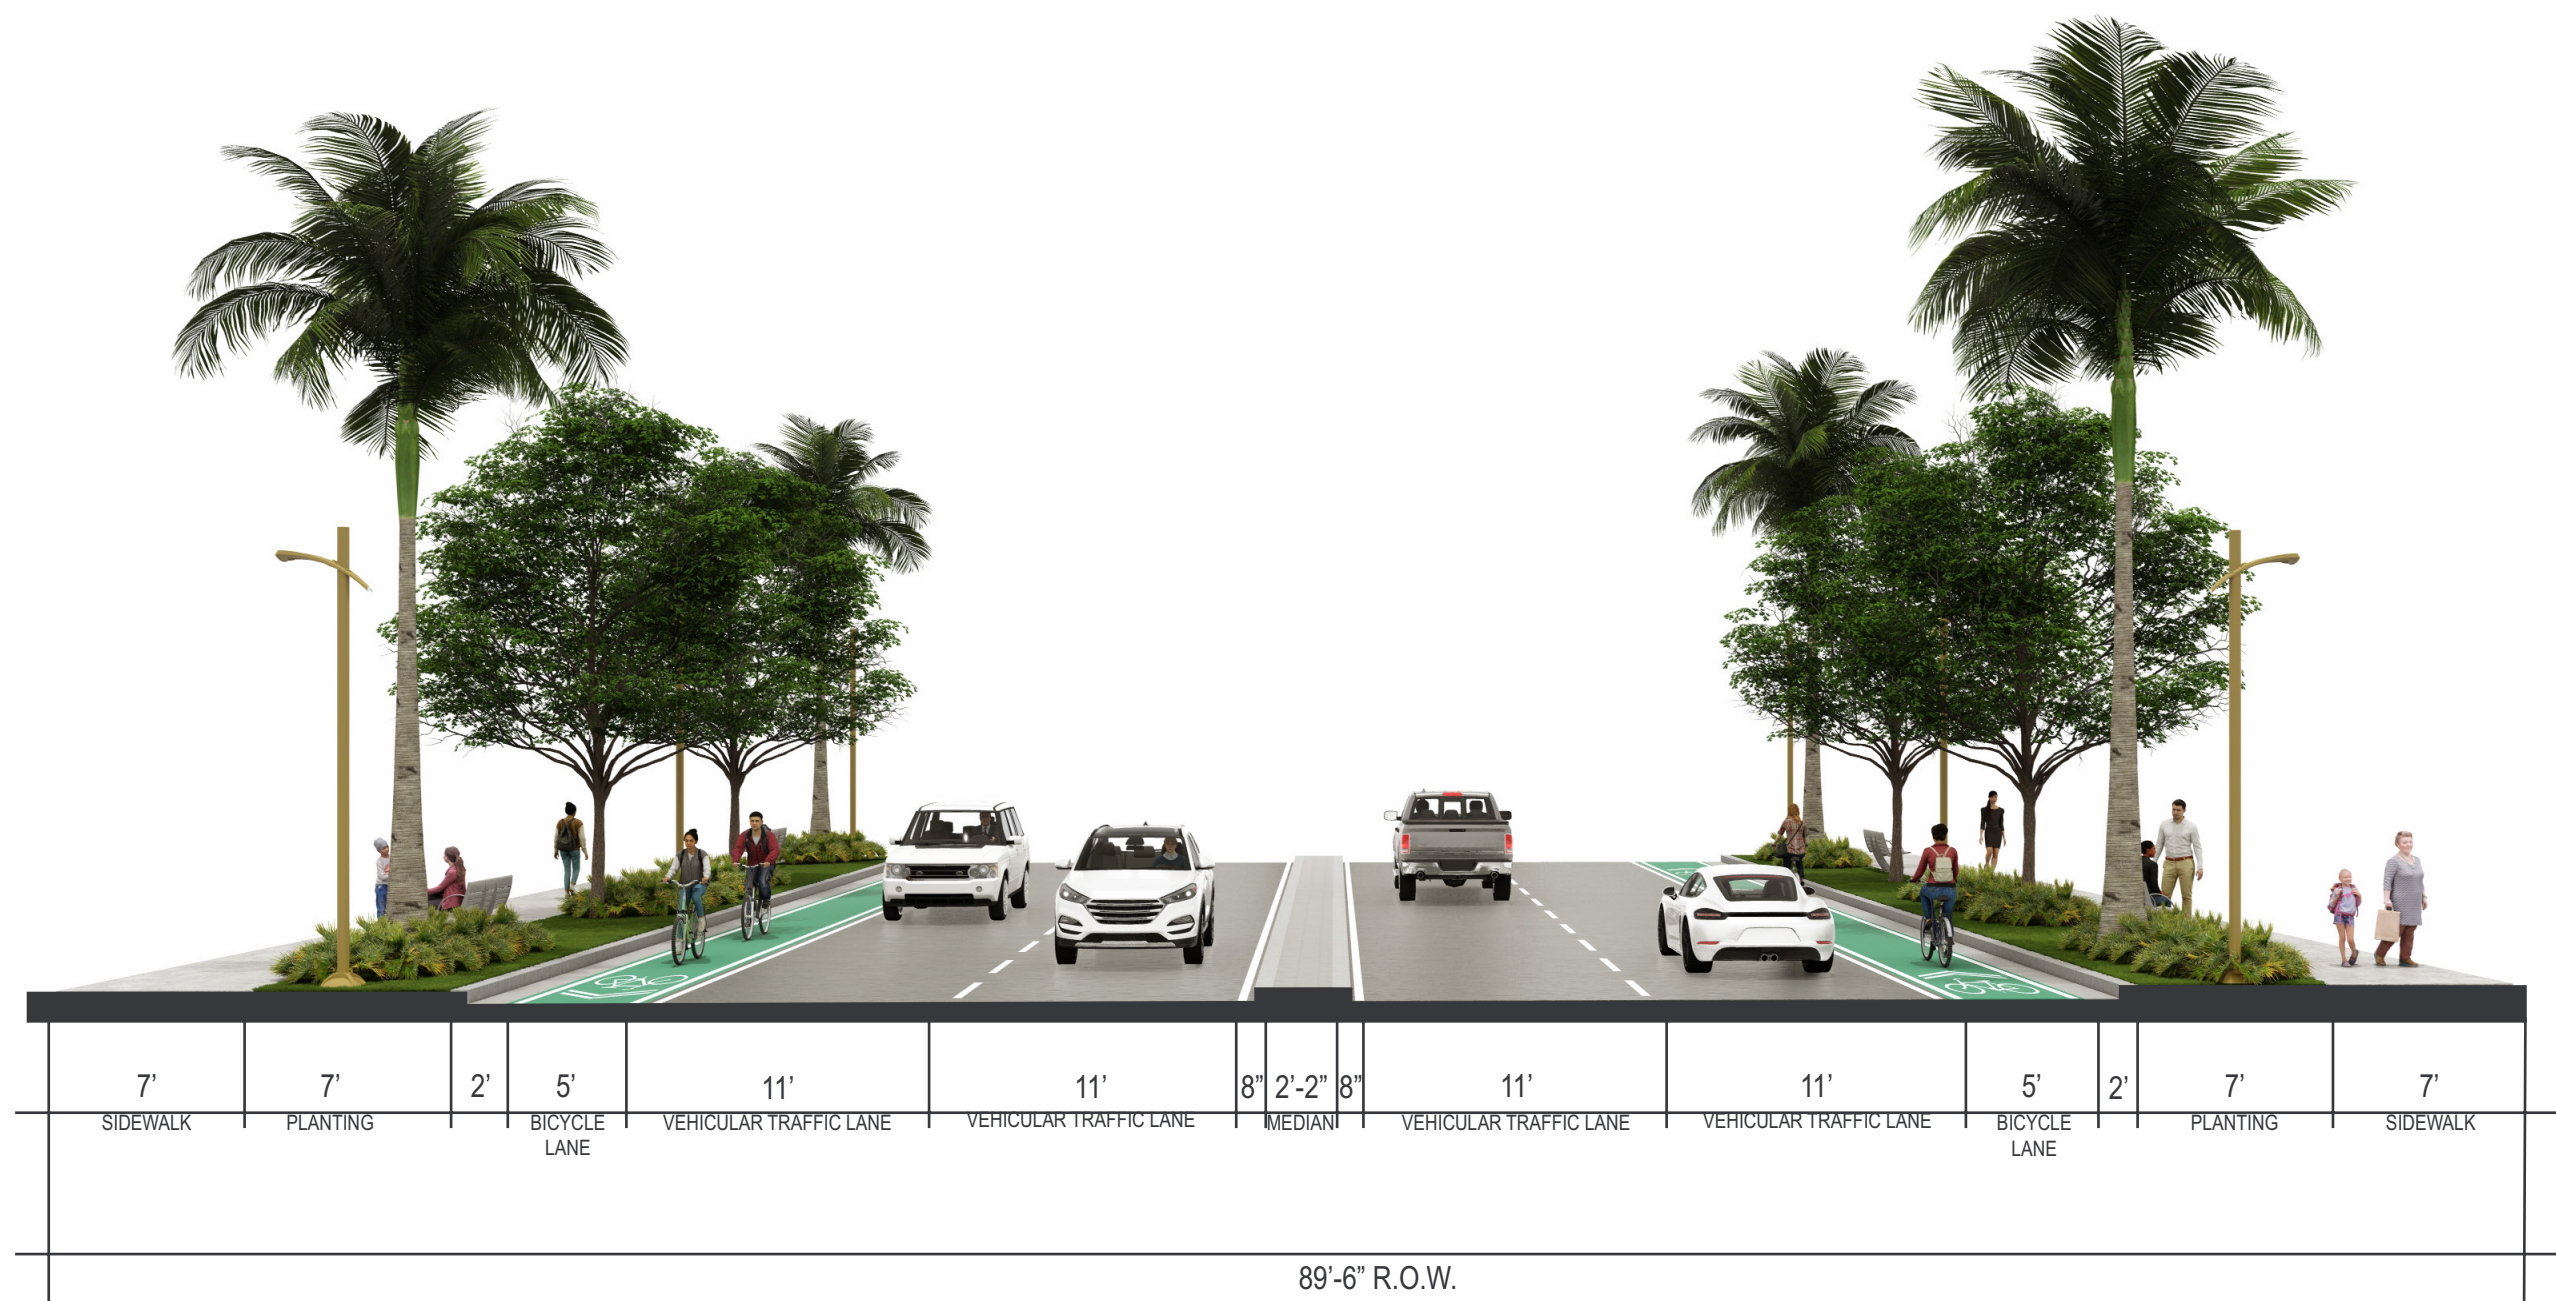 7’ 7’ 2’ 5’ 11’ 11’ 8” 2’-2” 8” 11’ 11’ 5’ 2’ 7’ 7’
SIDEWALK PLANTING BICYCLE VEHICULAR TRAFFIC LANE VEHICULAR TRAFFIC LANE MEDIAN VEHICULAR TRAFFIC LANE VEHICULAR TRAFFIC LANE BICYCLE PLANTING SIDEWALK
LANE LANE
89’-6” R.O.W.